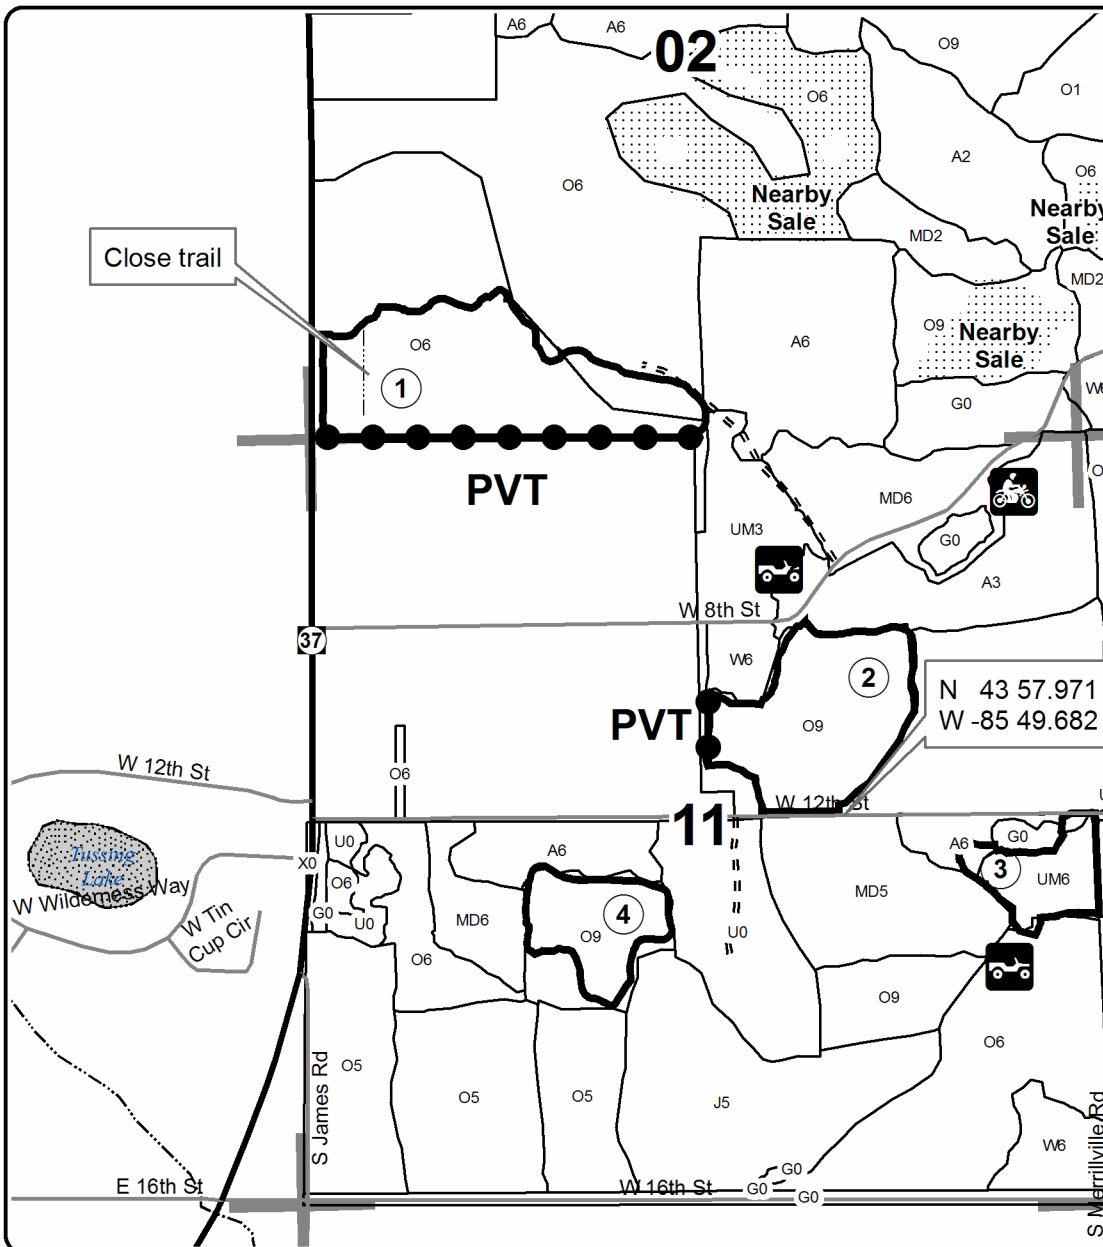 A6
A6
02
O9
O6
O1
A2
O6
O6
Nearby
Sale
Nearby
Sale
MD2
MD2
Close trail
O9
Nearby
Sale
A6
O6
1
G0
PVT
MD6
UM3
G0
A3
W 8th St
37
W6
2
N 43 57.971
W -85 49.682
PVT
O9
W 12th St
O6
W 12th St
11
U0
A6
A6
G0
Tussing
Lake
X0
O6
3
UM6
MD5
W Wilderness Way
W Tin
Cup Cir
G0
U0
MD6
4
O9
U0
O6
O9
O6
S James Rd
O5
O5
O5
J5
W6
S Merrillville Rd
G0
E 16th St
W 16th St
G0
G0